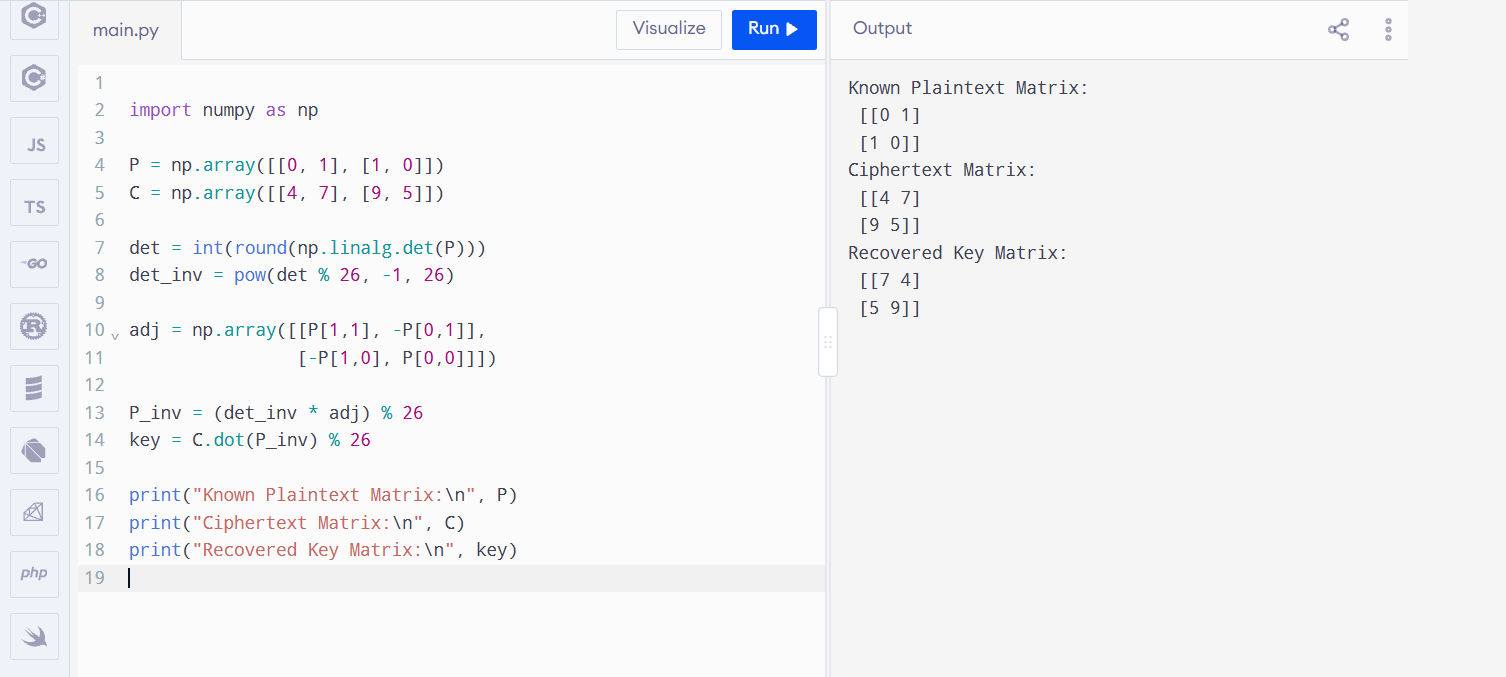 main.py
Visualize
Run
Output
JS
TS
GO
php
1
2 import numpy as np
3
4 P = np.array([[0, 1], [1, 0]])
5 C = np.array([[4, 7], [9, 5]])
6
7 det = int(round(np.linalg.det(P)))
8 det_inv = pow(det % 26, -1, 26)
9
10 adj = np.array([[P[1,1], -P[0,1]],
11                 [-P[1,0], P[0,0]]])
12
13 P_inv = (det_inv * adj) % 26
14 key = C.dot(P_inv) % 26
15
16 print("Known Plaintext Matrix:\n", P)
17 print("Ciphertext Matrix:\n", C)
18 print("Recovered Key Matrix:\n", key)
19
Known Plaintext Matrix:
 [[0 1]
 [1 0]]
Ciphertext Matrix:
 [[4 7]
 [9 5]]
Recovered Key Matrix:
 [[7 4]
 [5 9]]